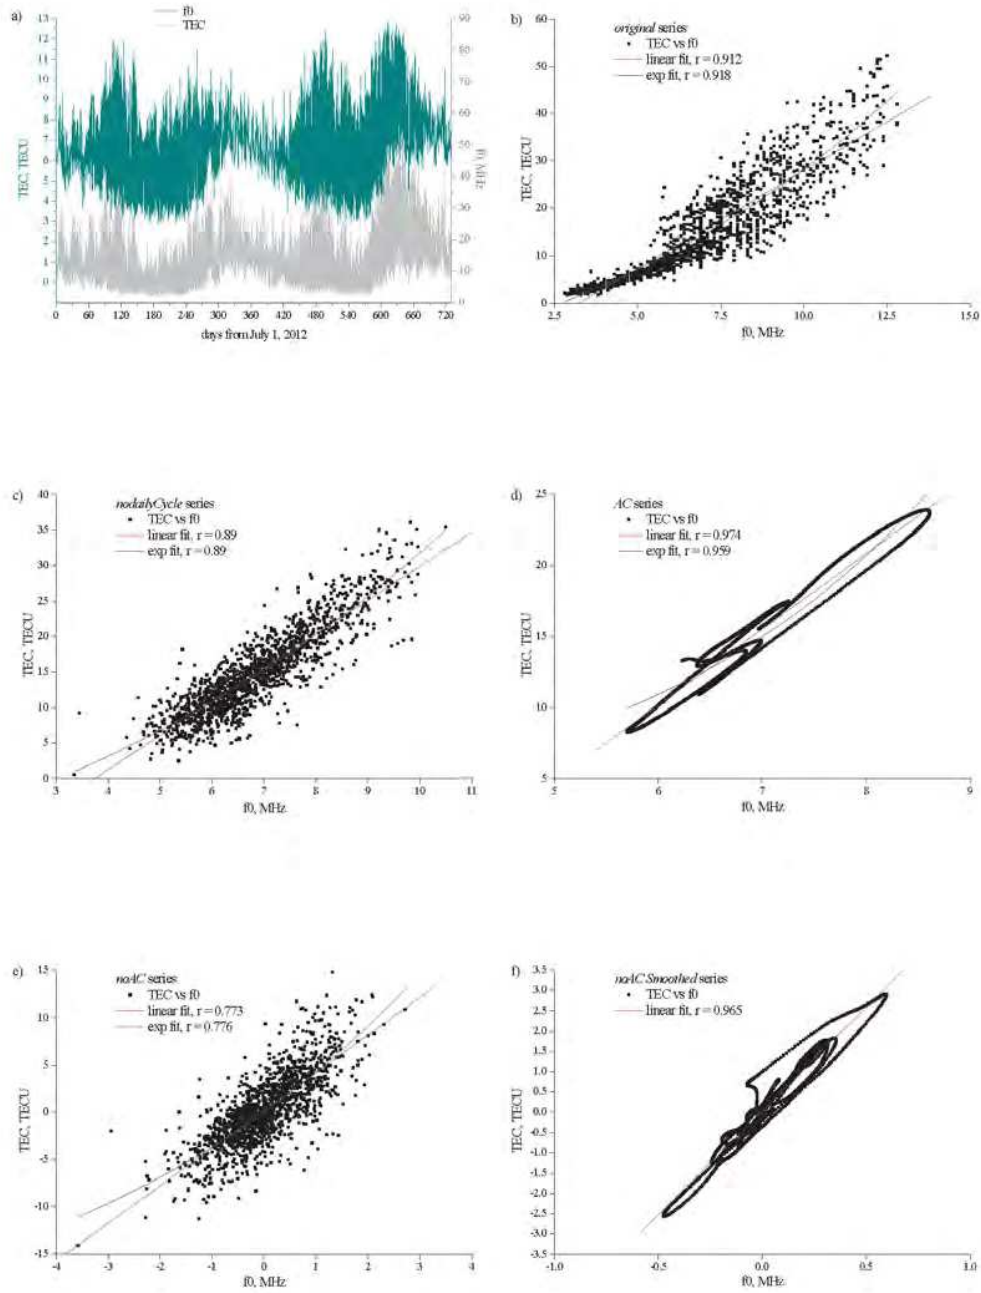 a)
f0
TEC
13
12
11
10
9
8
7
6
5
4
3
2
1
0
TEC, TECU
90
80
70
60
50
40
30
20
10
0
f0, MHz
0 60 120 180 240 300 360 420 480 540 600 660 720
days from July 1, 2012
b)
original series
TEC vs f0
linear fit, r = 0.912
exp fit, r = 0.918
60
50
40
30
20
10
0
TEC, TECU
2.5 5.0 7.5 10.0 12.5 15.0
f0, MHz
c)
nodailyCycle series
TEC vs f0
linear fit, r = 0.89
exp fit, r = 0.89
40
35
30
25
20
15
10
5
0
TEC, TECU
3 4 5 6 7 8 9 10 11
f0, MHz
d)
AC series
TEC vs f0
linear fit, r = 0.974
exp fit, r = 0.959
25
20
15
10
5
TEC, TECU
5 6 7 8 9
f0, MHz
e)
noAC series
TEC vs f0
linear fit, r = 0.773
exp fit, r = 0.776
15
10
5
0
-5
-10
-15
TEC, TECU
-4 -3 -2 -1 0 1 2 3 4
f0, MHz
f)
noAC Smoothed series
TEC vs f0
linear fit, r = 0.965
3.5
3.0
2.5
2.0
1.5
1.0
0.5
0.0
-0.5
-1.0
-1.5
-2.0
-2.5
-3.0
-3.5
TEC, TECU
-1.0 -0.5 0.0 0.5 1.0
f0, MHz